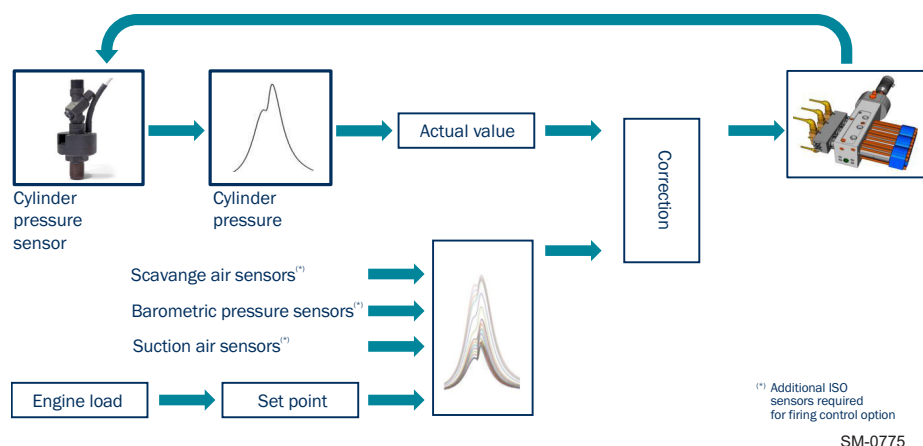 Actual value
Correction
Cylinder
pressure
sensor
Cylinder
pressure
Scavange air sensors(*)
Barometric pressure sensors(*)
Suction air sensors(*)
Engine load
Set point
(*) Additional ISO
sensors required
for firing control option
SM-0775